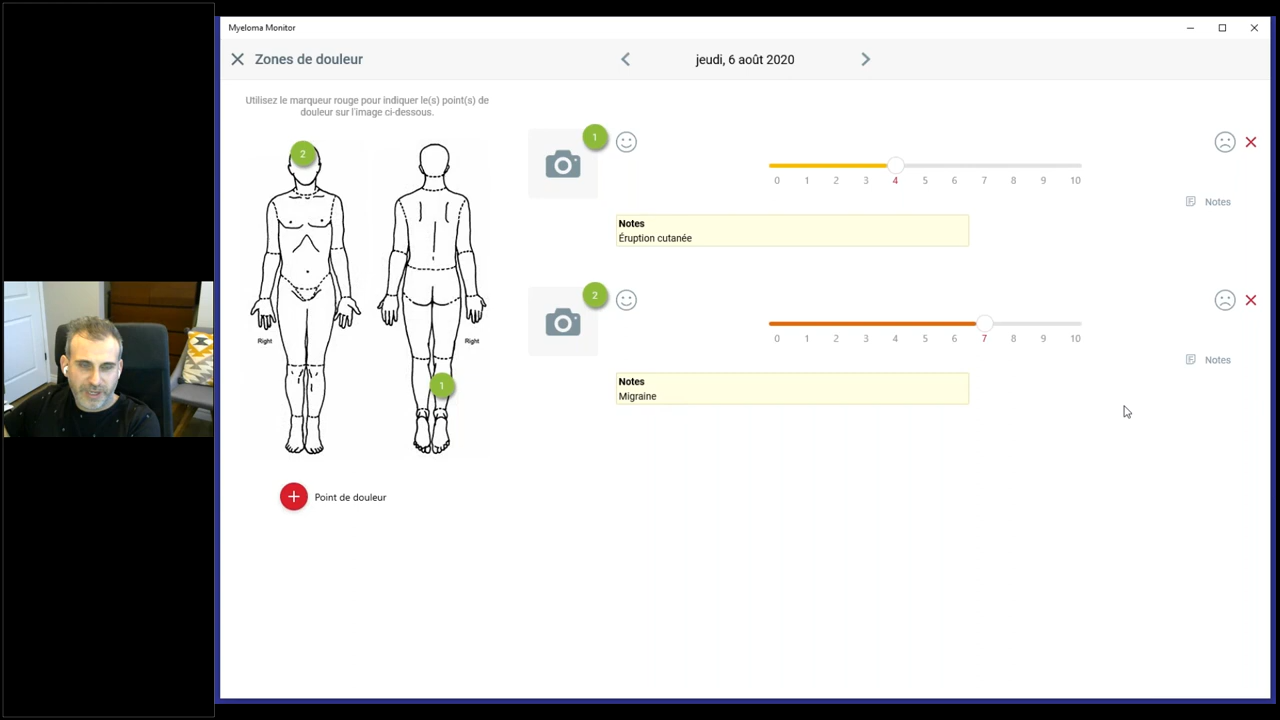 Myeloma Monitor
Zones de douleur
jeudi, 6 août 2020
Utilisez le marqueur rouge pour indiquer le(s) point(s) de
douleur sur l'image ci-dessous.
2
Right
Right
1
Point de douleur
1
0 1 2 3 4 5 6 7 8 9 10
Notes
Notes
Éruption cutanée
2
0 1 2 3 4 5 6 7 8 9 10
Notes
Notes
Migraine